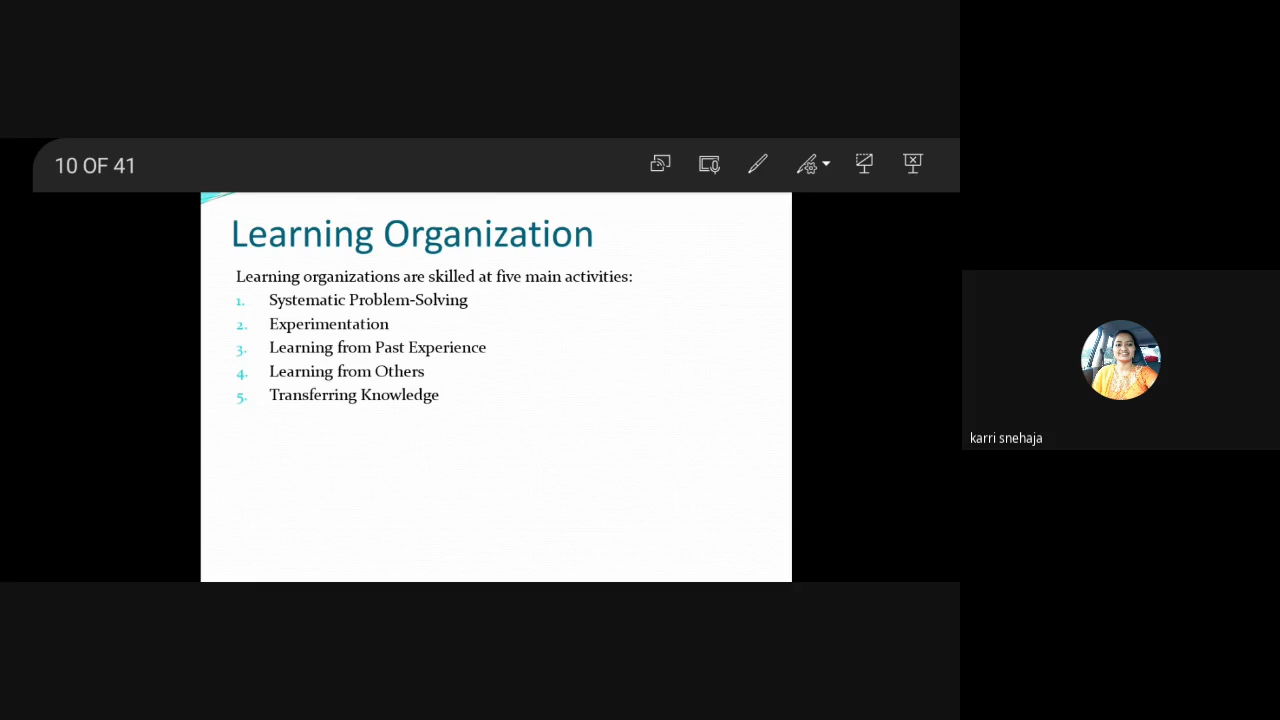 10 OF 41
Learning Organization
Learning organizations are skilled at five main activities:
1. Systematic Problem-Solving
2. Experimentation
3. Learning from Past Experience
4. Learning from Others
5. Transferring Knowledge
karri snehaja